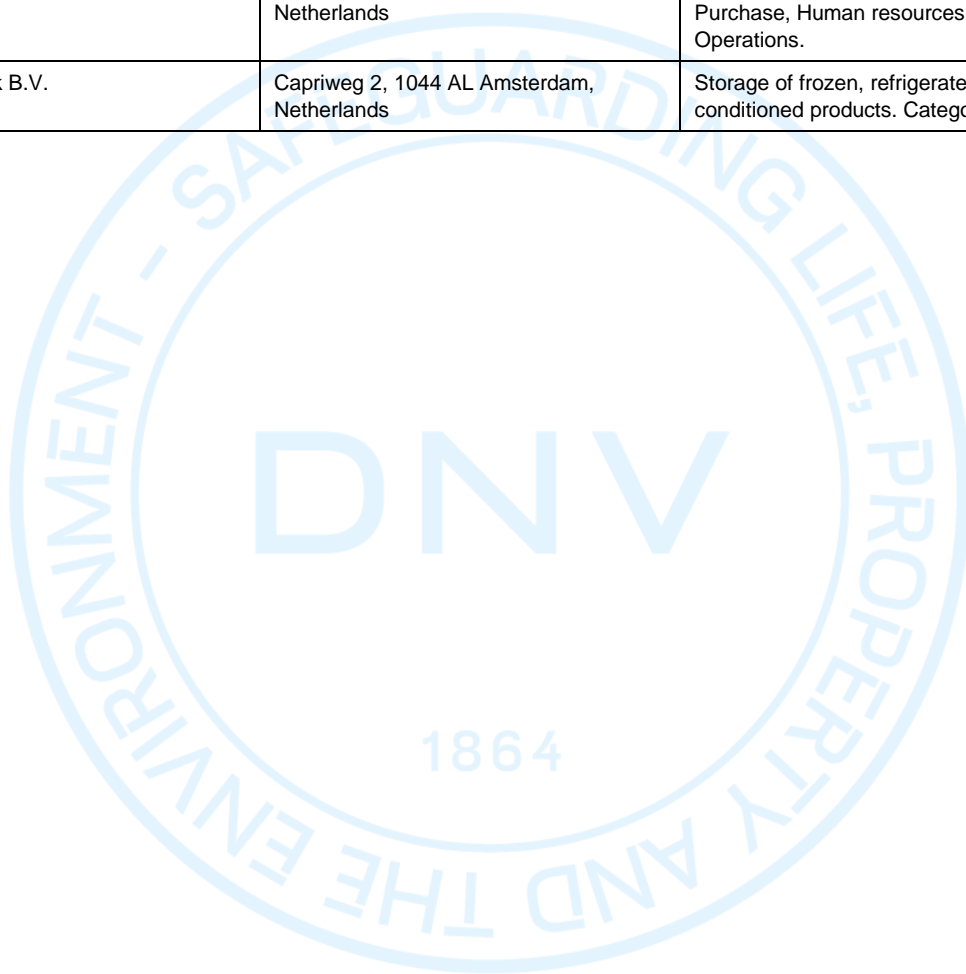 Netherlands
Purchase, Human resources
Operations.
B.V.
Capriweg 2, 1044 AL Amsterdam,
Netherlands
Storage of frozen, refrigerate
conditioned products. Catego
SAFEGUARDING LIFE, PROPERTY AND THE ENVIRONMENT -
DNV
1864